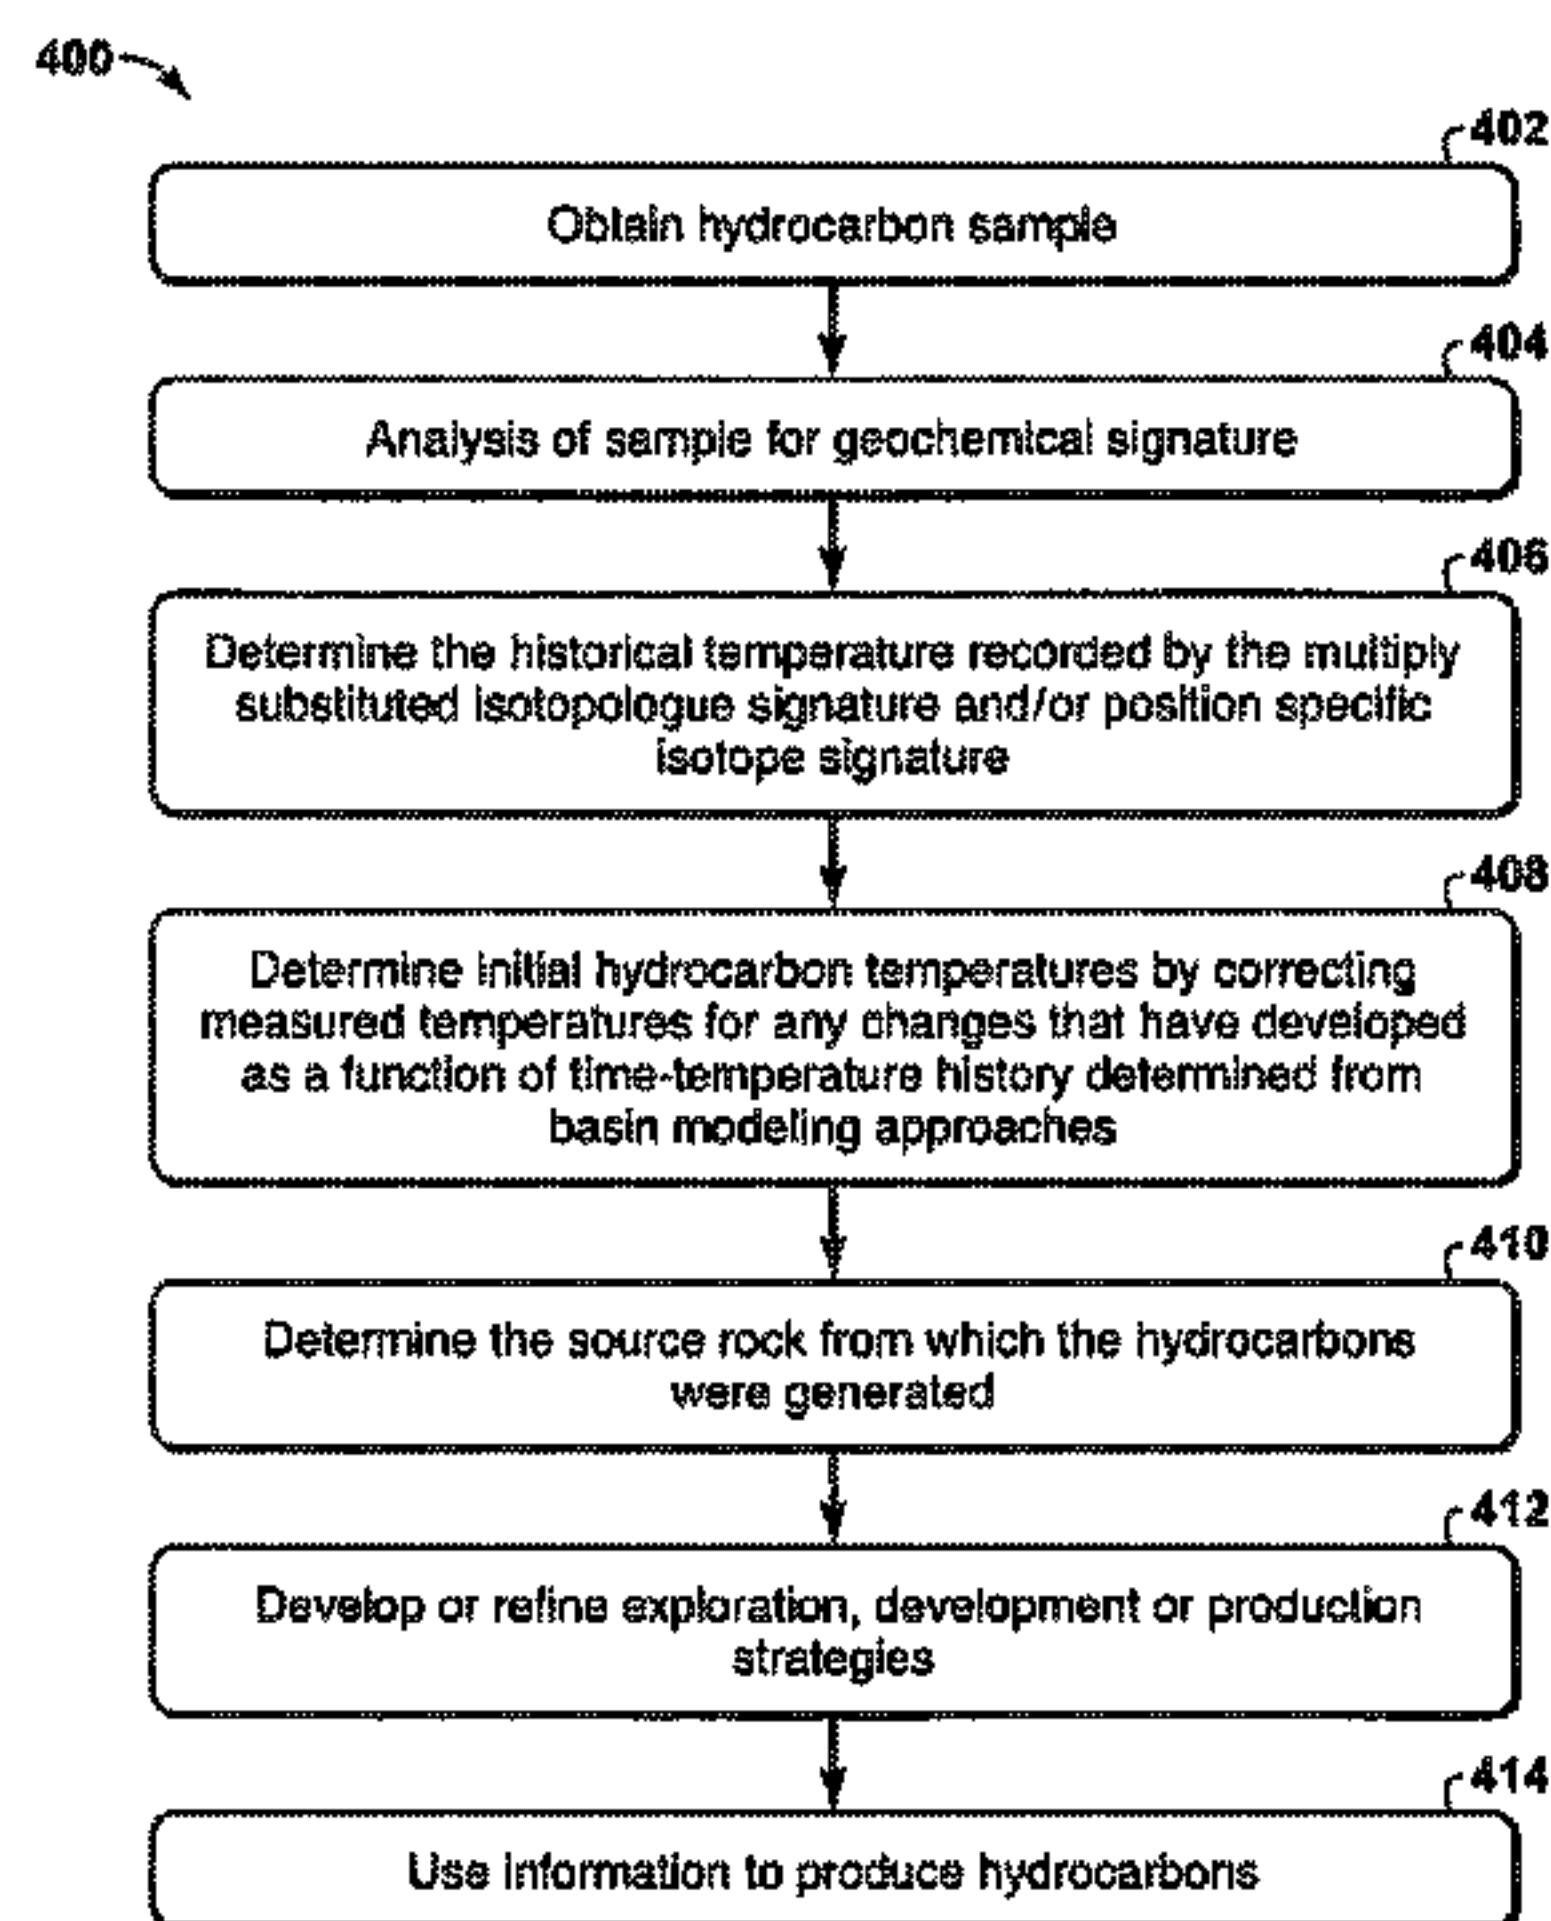 400
402
Obtain hydrocarbon sample
404
Analysis of sample for geochemical signature
406
Determine the historical temperature recorded by the multiply
substituted isotopologue signature and/or position specific
isotope signature
408
Determine initial hydrocarbon temperatures by correcting
measured temperatures for any changes that have developed
as a function of time-temperature history determined from
basin modeling approaches
410
Determine the source rock from which the hydrocarbons
were generated
412
Develop or refine exploration, development or production
strategies
414
Use information to produce hydrocarbons